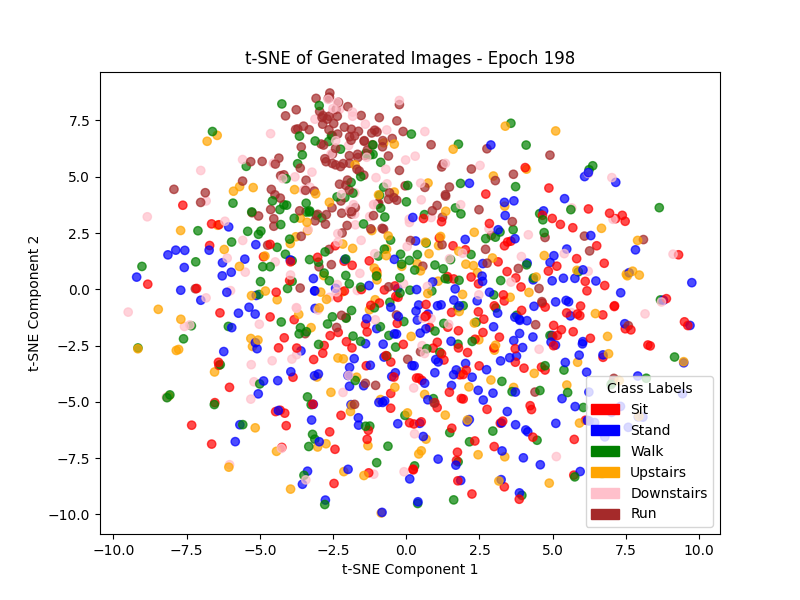 t-SNE of Generated Images - Epoch 198
t-SNE Component 2
7.5
5.0
2.5
0.0
−2.5
−5.0
−7.5
−10.0
Class Labels
Sit
Stand
Walk
Upstairs
Downstairs
Run
−10.0 −7.5 −5.0 −2.5 0.0 2.5 5.0 7.5 10.0
t-SNE Component 1